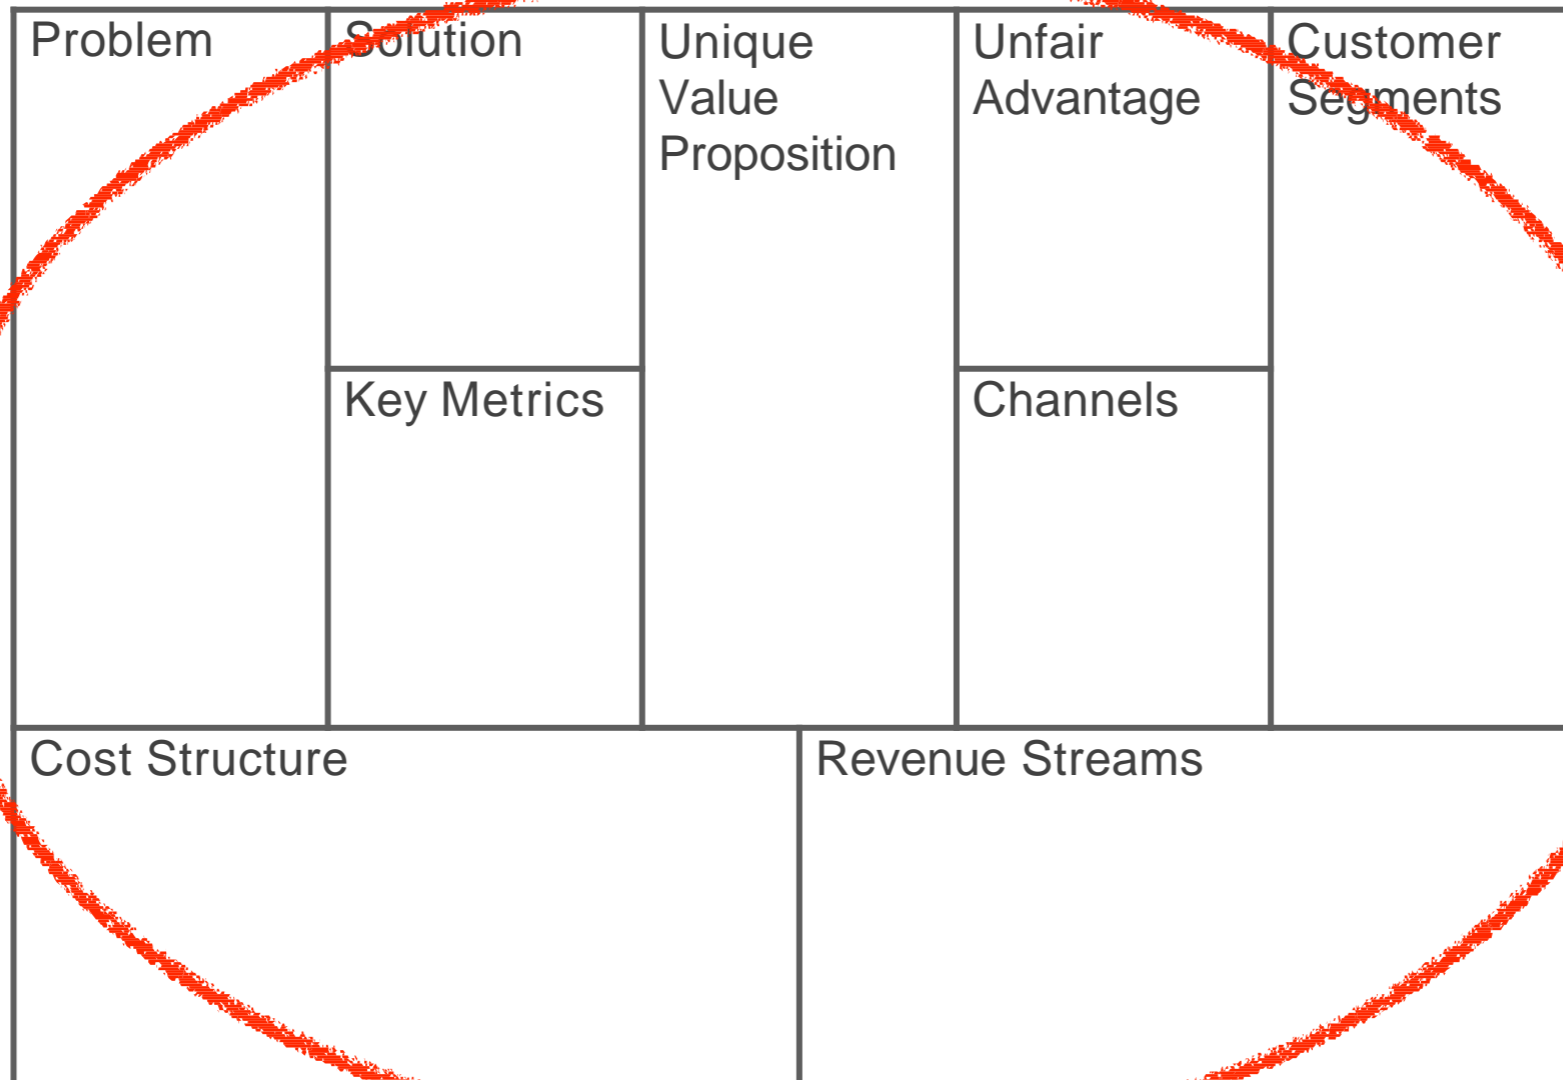 Problem
Solution
Unique
Value
Proposition
Unfair
Advantage
Customer
Segments
Key Metrics
Channels
Cost Structure
Revenue Streams